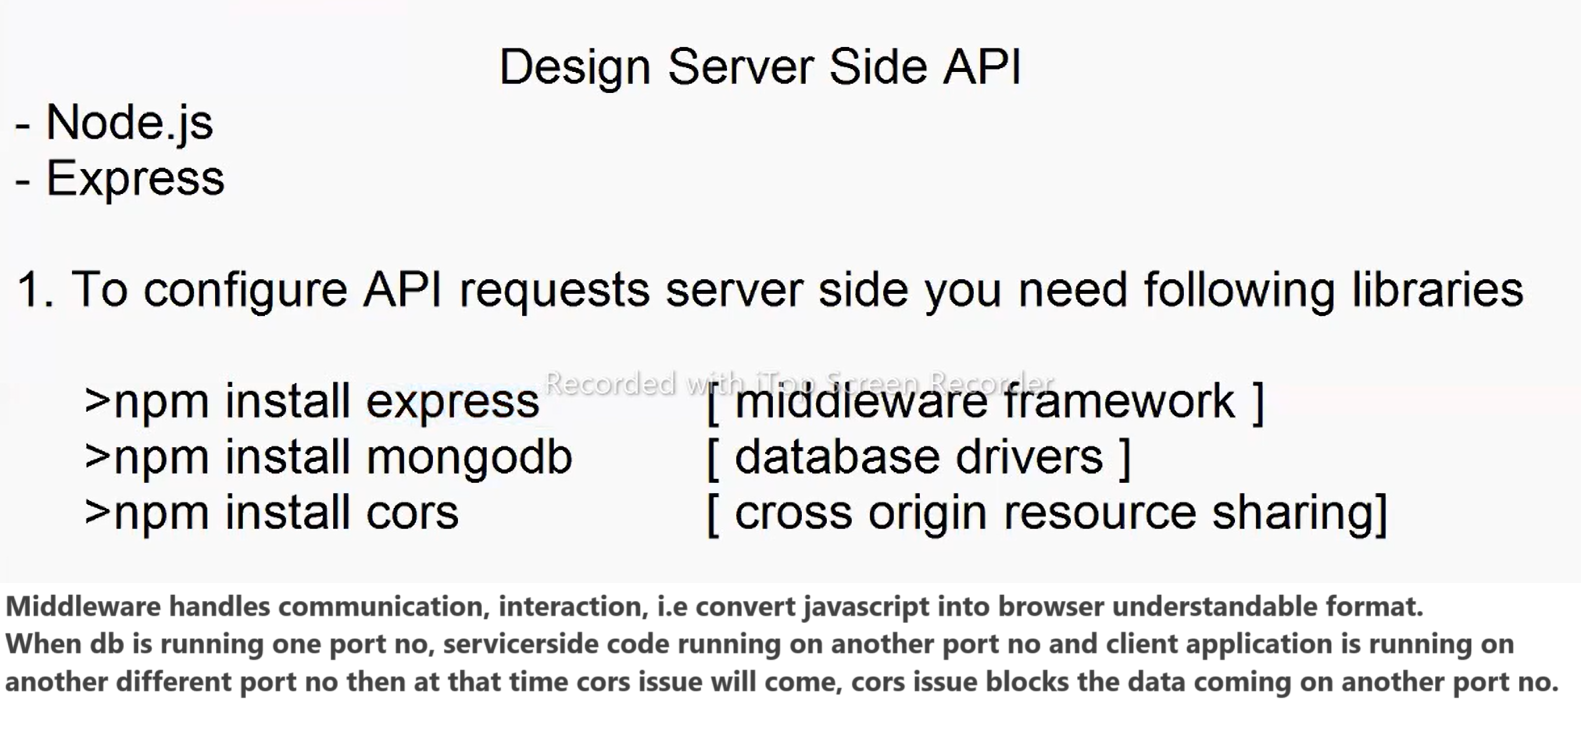 Design Server Side API
- Node.js
- Express
1. To configure API requests server side you need following libraries
Recorded with iTop Screen Recorder
>npm install express [ middleware framework ]
>npm install mongodb [ database drivers ]
>npm install cors [ cross origin resource sharing]
Middleware handles communication, interaction, i.e convert javascript into browser understandable format.
When db is running one port no, servicerside code running on another port no and client application is running on
another different port no then at that time cors issue will come, cors issue blocks the data coming on another port no.